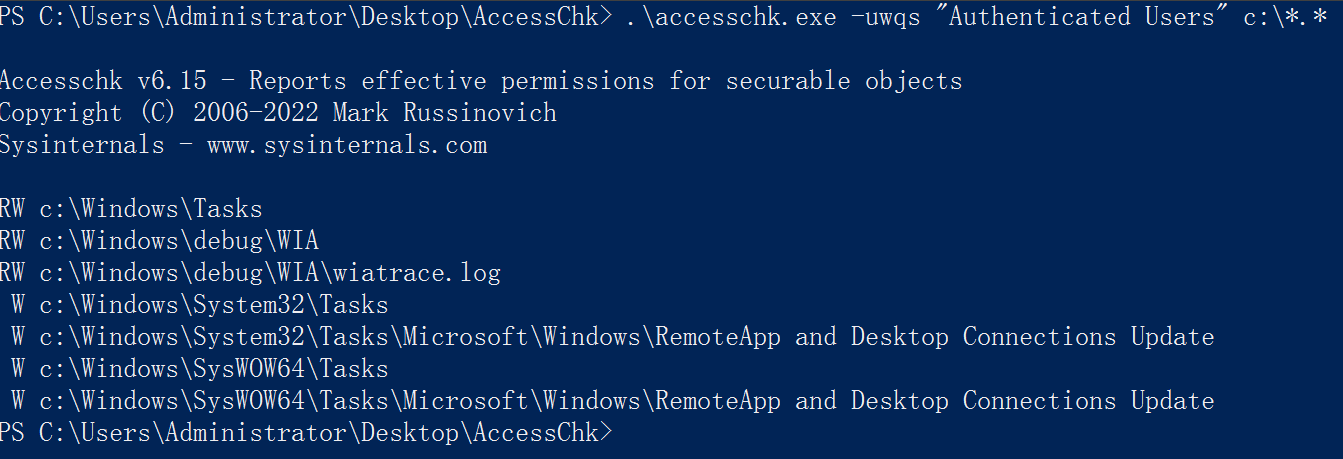 PS C:\Users\Administrator\Desktop\AccessChk> .\accesschk.exe -uwqs "Authenticated Users" c:\*.*
Accesschk v6.15 - Reports effective permissions for securable objects
Copyright (C) 2006-2022 Mark Russinovich
Sysinternals - www.sysinternals.com
RW c:\Windows\Tasks
RW c:\Windows\debug\WIA
RW c:\Windows\debug\WIA\wiatrace.log
 W c:\Windows\System32\Tasks
 W c:\Windows\System32\Tasks\Microsoft\Windows\RemoteApp and Desktop Connections Update
 W c:\Windows\SysWOW64\Tasks
 W c:\Windows\SysWOW64\Tasks\Microsoft\Windows\RemoteApp and Desktop Connections Update
PS C:\Users\Administrator\Desktop\AccessChk>